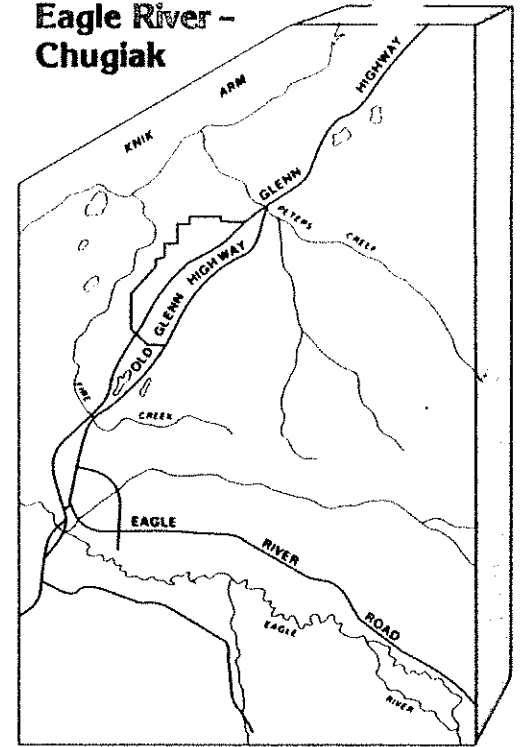 Eagle River –
Chugiak
KNIK ARM
GLENN HIGHWAY
PETERS CREEK
OLD GLENN HIGHWAY
FIRE CREEK
EAGLE RIVER ROAD
EAGLE RIVER